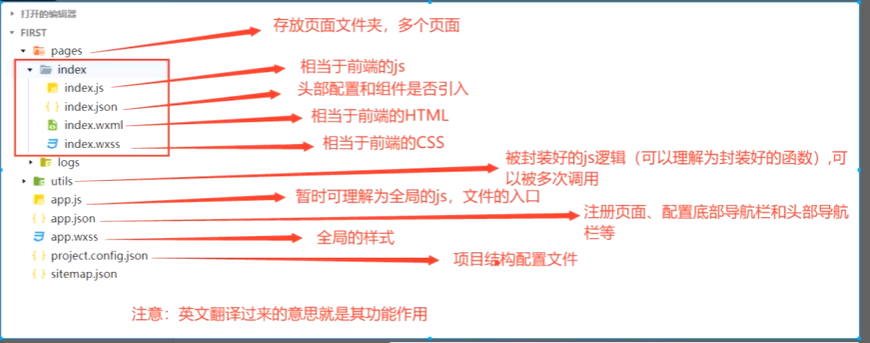 打开的编辑器
FIRST
存放页面文件夹，多个页面
pages
index
index.js
相当于前端的js
index.json
头部配置和组件是否引入
index.wxml
相当于前端的HTML
index.wxss
相当于前端的CSS
logs
被封装好的js逻辑（可以理解为封装好的函数）,可
以被多次调用
utils
app.js
暂时可理解为全局的js，文件的入口
app.json
注册页面、配置底部导航栏和头部导航
栏等
app.wxss
全局的样式
project.config.json
项目结构配置文件
sitemap.json
注意：英文翻译过来的意思就是其功能作用